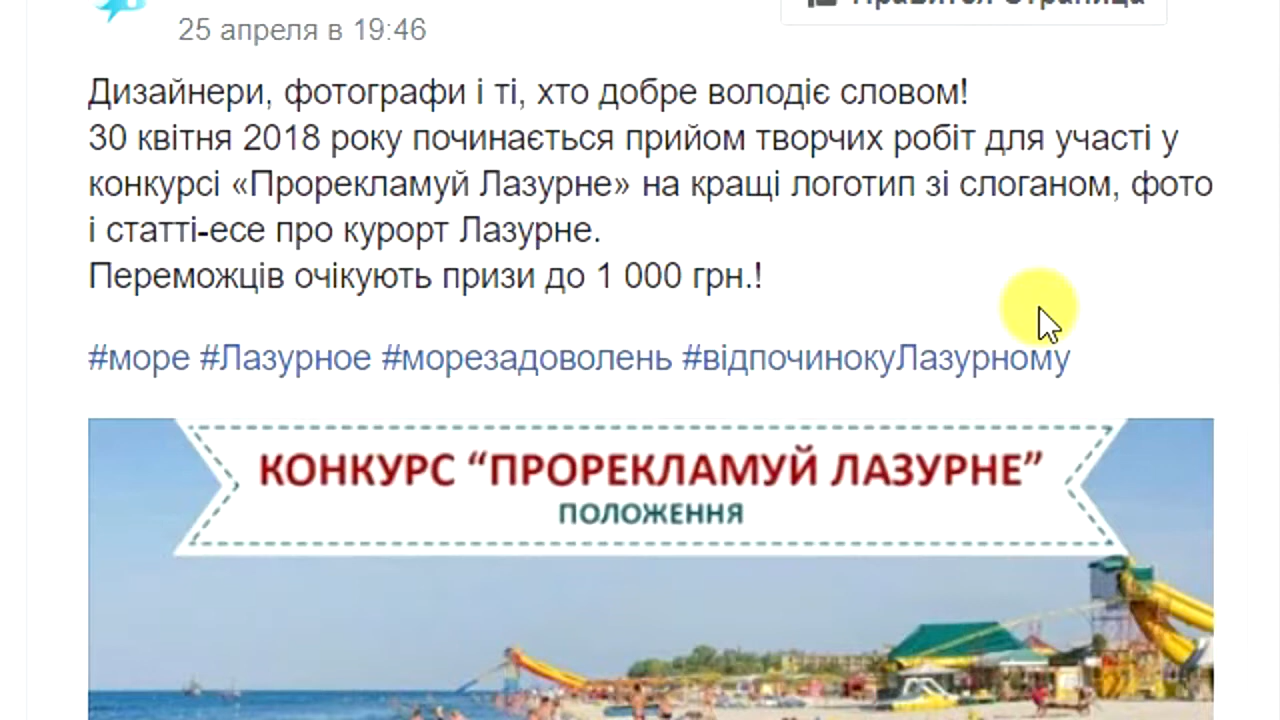 Нравится Страница
25 апреля в 19:46
Дизайнери, фотографи і ті, хто добре володіє словом!
30 квітня 2018 року починається прийом творчих робіт для участі у
конкурсі «Прорекламуй Лазурне» на кращі логотип зі слоганом, фото
і статті-есе про курорт Лазурне.
Переможців очікують призи до 1 000 грн.!
#море #Лазурное #морезадоволень #відпочинокуЛазурному
КОНКУРС “ПРОРЕКЛАМУЙ ЛАЗУРНЕ”
ПОЛОЖЕННЯ